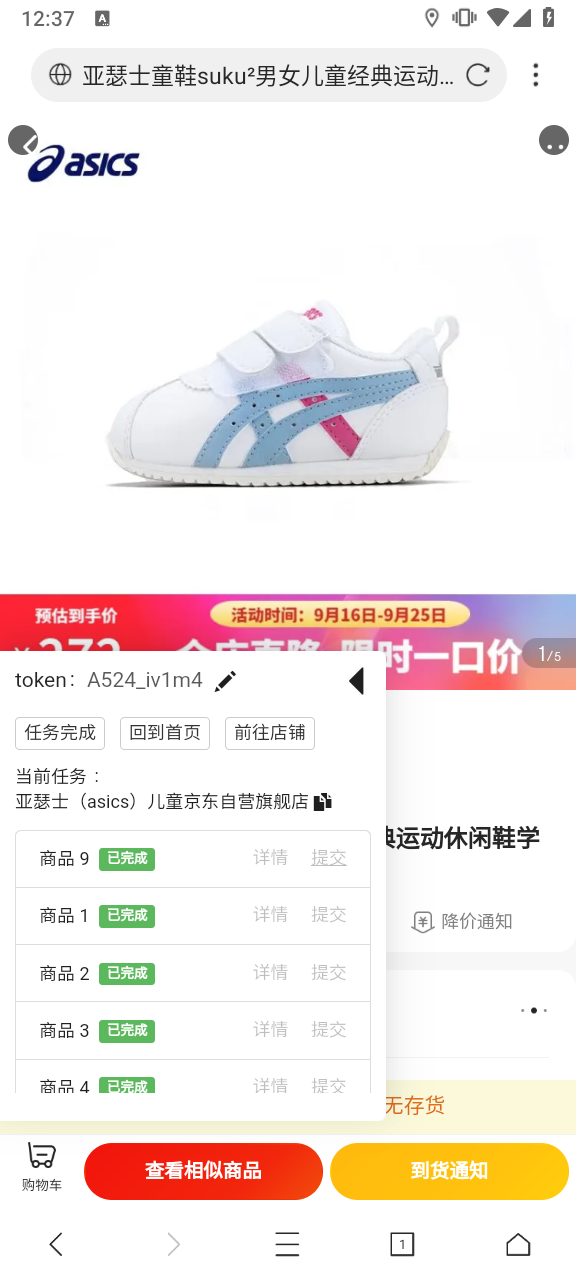 12:37
A
亚瑟士童鞋suku²男女儿童经典运动...
asics
预估到手价
活动时间：9月16日-9月25日
全店直降 限时一口价
1/5
token： A524_iv1m4
任务完成
回到首页
前往店铺
当前任务：
亚瑟士（asics）儿童京东自营旗舰店
典运动休闲鞋学
商品 9 已完成 详情 提交
商品 1 已完成 详情 提交
降价通知
商品 2 已完成 详情 提交
商品 3 已完成 详情 提交
商品 4 已完成 详情 提交
无存货
购物车
查看相似商品
到货通知
1